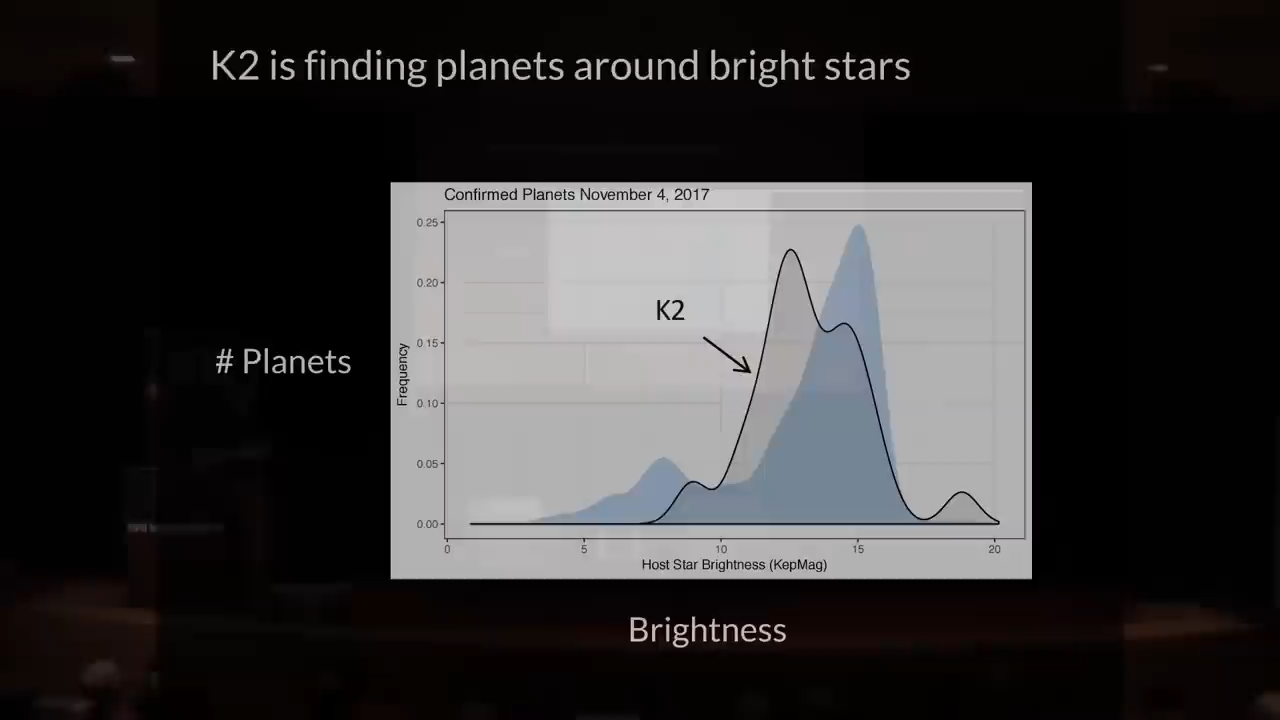 K2 is finding planets around bright stars
Confirmed Planets November 4, 2017
0.25
0.20
K2
0.15
# Planets
Frequency
0.10
0.05
0.00
0 5 10 15 20
Host Star Brightness (KepMag)
Brightness